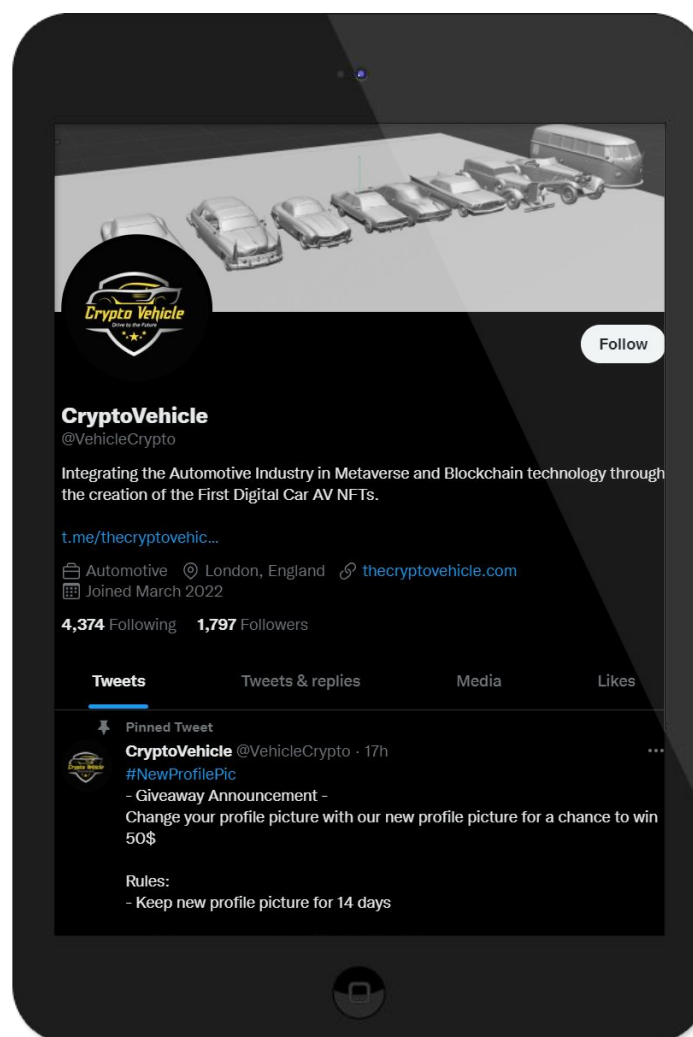 Crypto Vehicle
Drive to the Future
Follow
CryptoVehicle
@VehicleCrypto
Integrating the Automotive Industry in Metaverse and Blockchain technology through
the creation of the First Digital Car AV NFTs.
t.me/thecryptovehic...
Automotive London, England thecryptovehicle.com
Joined March 2022
4,374 Following 1,797 Followers
Tweets Tweets & replies Media Likes
Pinned Tweet
CryptoVehicle @VehicleCrypto · 17h
Crypto Vehicle
#NewProfilePic
- Giveaway Announcement -
Change your profile picture with our new profile picture for a chance to win
50$
Rules:
- Keep new profile picture for 14 days